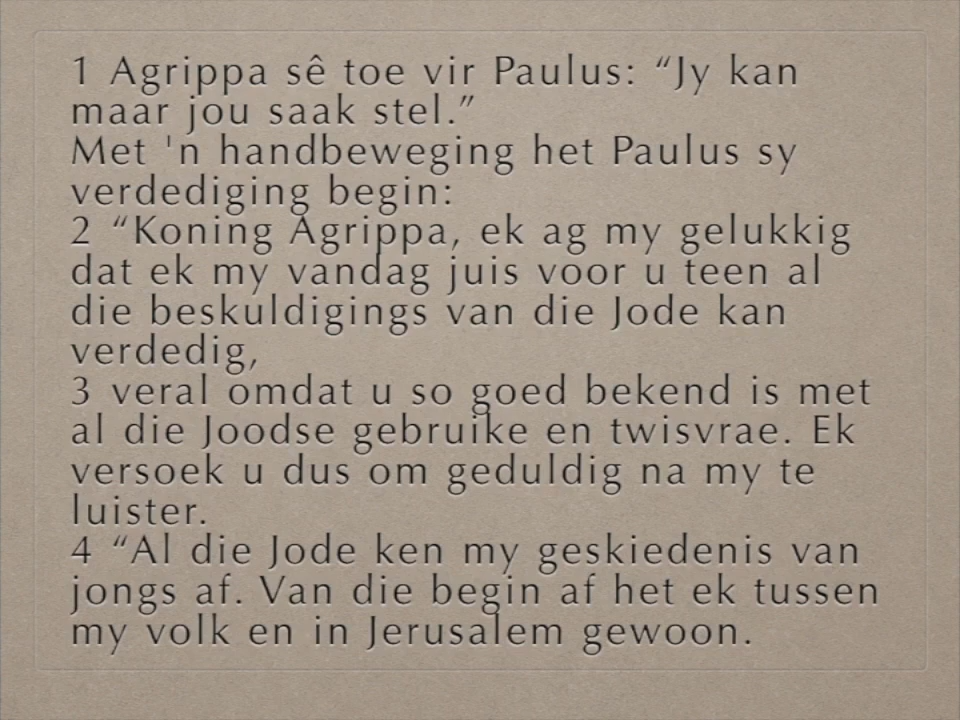 1 Agrippa sê toe vir Paulus: “Jy kan
maar jou saak stel.”
Met 'n handbeweging het Paulus sy
verdediging begin:
2 “Koning Agrippa, ek ag my gelukkig
dat ek my vandag juis voor u teen al
die beskuldigings van die Jode kan
verdedig,
3 veral omdat u so goed bekend is met
al die Joodse gebruike en twisvrae. Ek
versoek u dus om geduldig na my te
luister.
4 “Al die Jode ken my geskiedenis van
jongs af. Van die begin af het ek tussen
my volk en in Jerusalem gewoon.